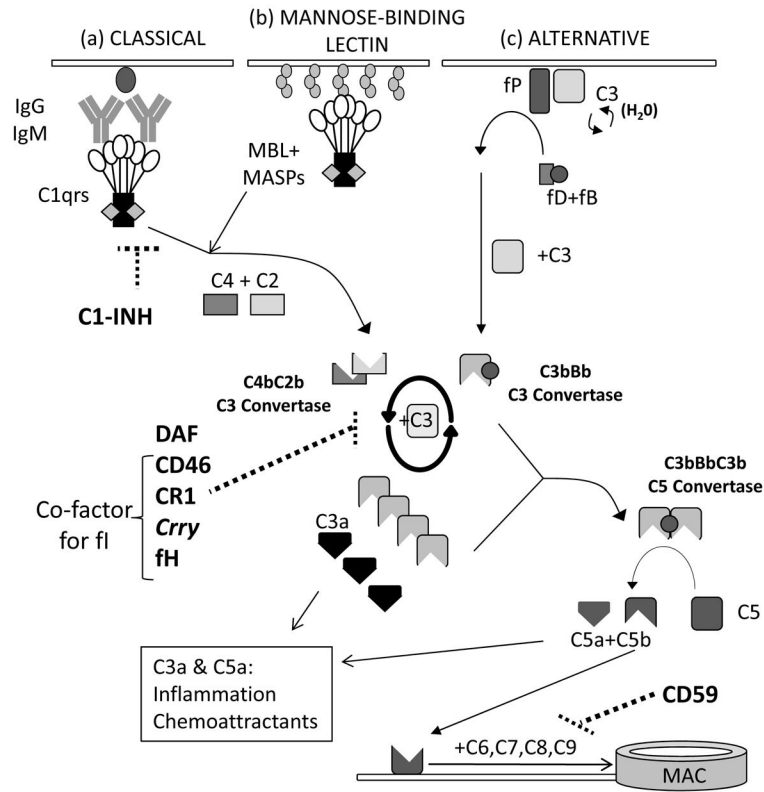 (a) CLASSICAL
(b) MANNOSE-BINDING
LECTIN
(c) ALTERNATIVE
IgG
IgM
C1qrs
C1-INH
MBL+
MASPs
C4 + C2
fP
C3
(H20)
fD+fB
+C3
C4bC2b
C3 Convertase
C3bBb
C3 Convertase
+C3
DAF
CD46
CR1
Crry
fH
Co-factor
for fI
C3a
C3bBbC3b
C5 Convertase
C5
C5a+C5b
C3a & C5a:
Inflammation
Chemoattractants
CD59
+C6,C7,C8,C9
MAC